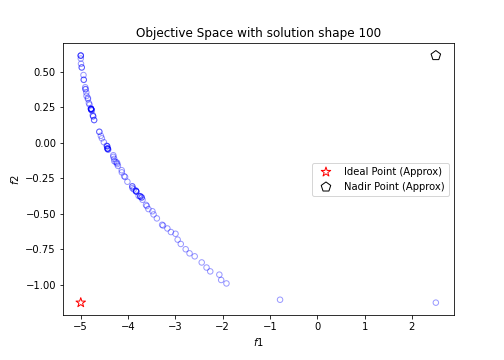 Objective Space with solution shape 100
0.50
0.25
0.00
−0.25
−0.50
−0.75
−1.00
f2
Ideal Point (Approx)
Nadir Point (Approx)
−5 −4 −3 −2 −1 0 1 2
f1